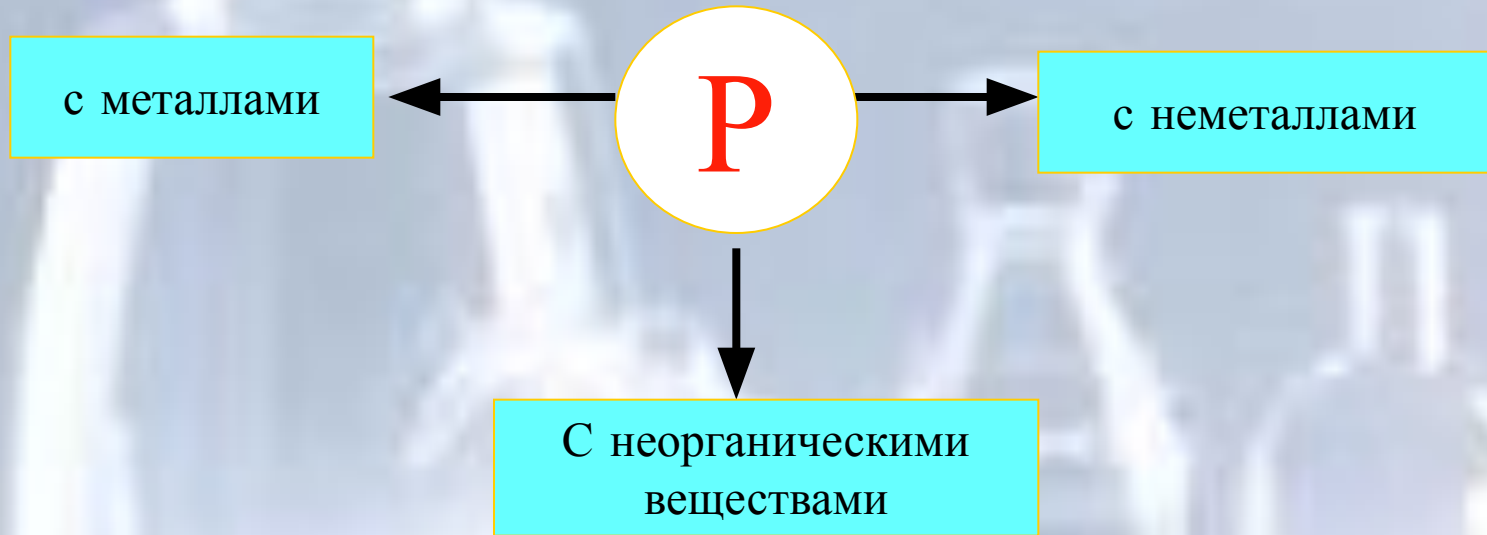 с металлами
Р
с неметаллами
С неорганическими
веществами